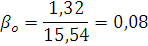 βₒ = 1,32 / 15,54 = 0,08